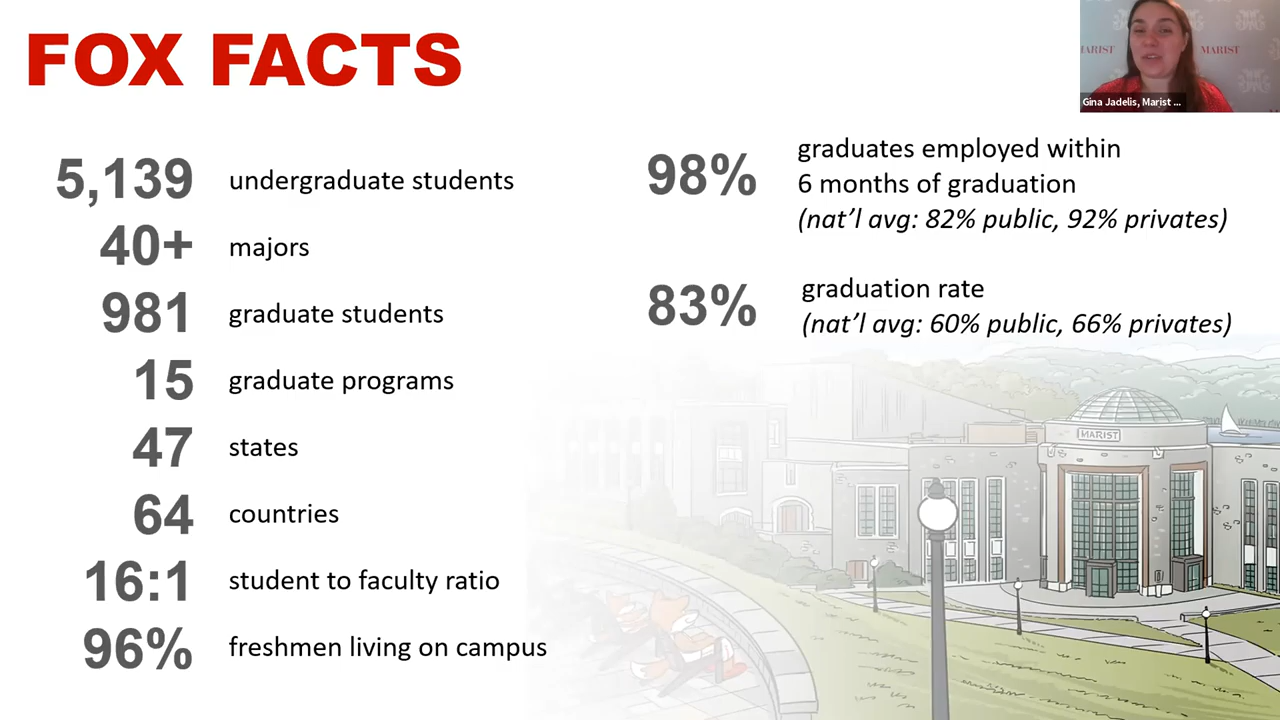 FOX FACTS
MARIST
MARIST
Gina Jadelis, Marist ...
5,139 undergraduate students
40+ majors
981 graduate students
15 graduate programs
47 states
64 countries
16:1 student to faculty ratio
96% freshmen living on campus
98% graduates employed within
6 months of graduation
(nat'l avg: 82% public, 92% privates)
83% graduation rate
(nat'l avg: 60% public, 66% privates)
MARIST